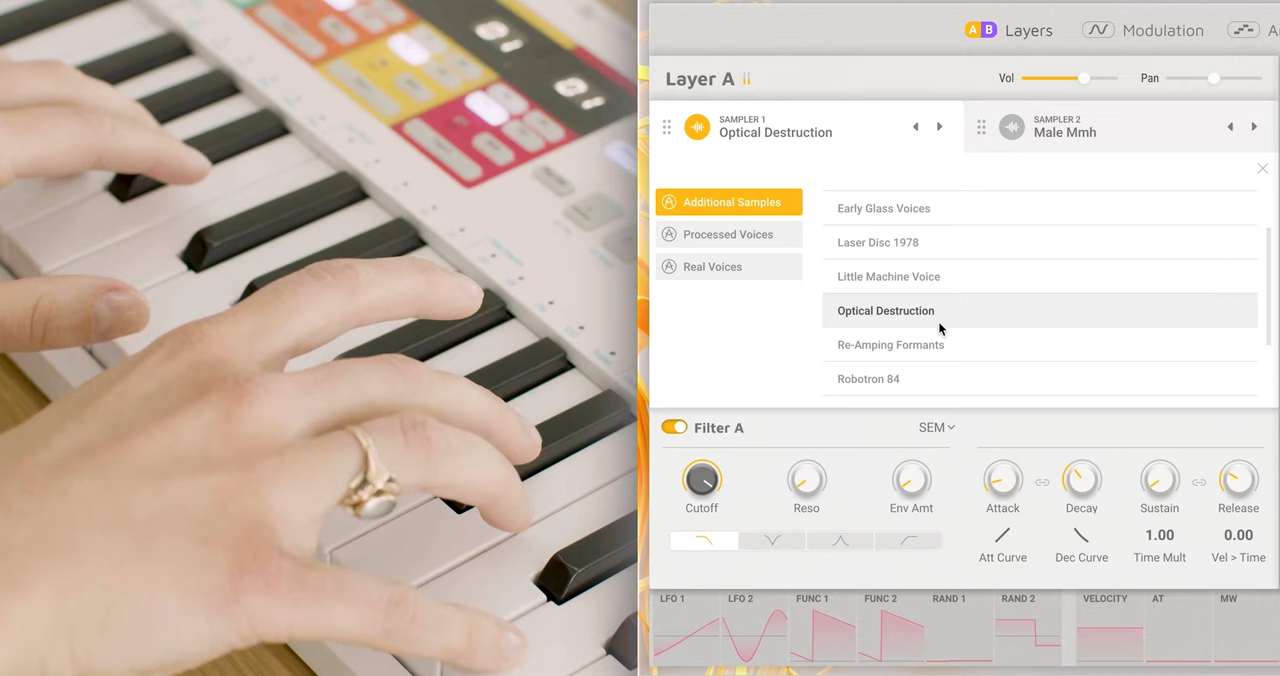 A B Layers
Modulation
A
Layer A
Vol
Pan
SAMPLER 1
Optical Destruction
SAMPLER 2
Male Mmh
Additional Samples
Processed Voices
Real Voices
Early Glass Voices
Laser Disc 1978
Little Machine Voice
Optical Destruction
Re-Amping Formants
Robotron 84
Filter A
SEM
Cutoff
Reso
Env Amt
Attack
Decay
Sustain
Release
1.00
0.00
Att Curve
Dec Curve
Time Mult
Vel > Time
LFO 1
LFO 2
FUNC 1
FUNC 2
RAND 1
RAND 2
VELOCITY
AT
MW